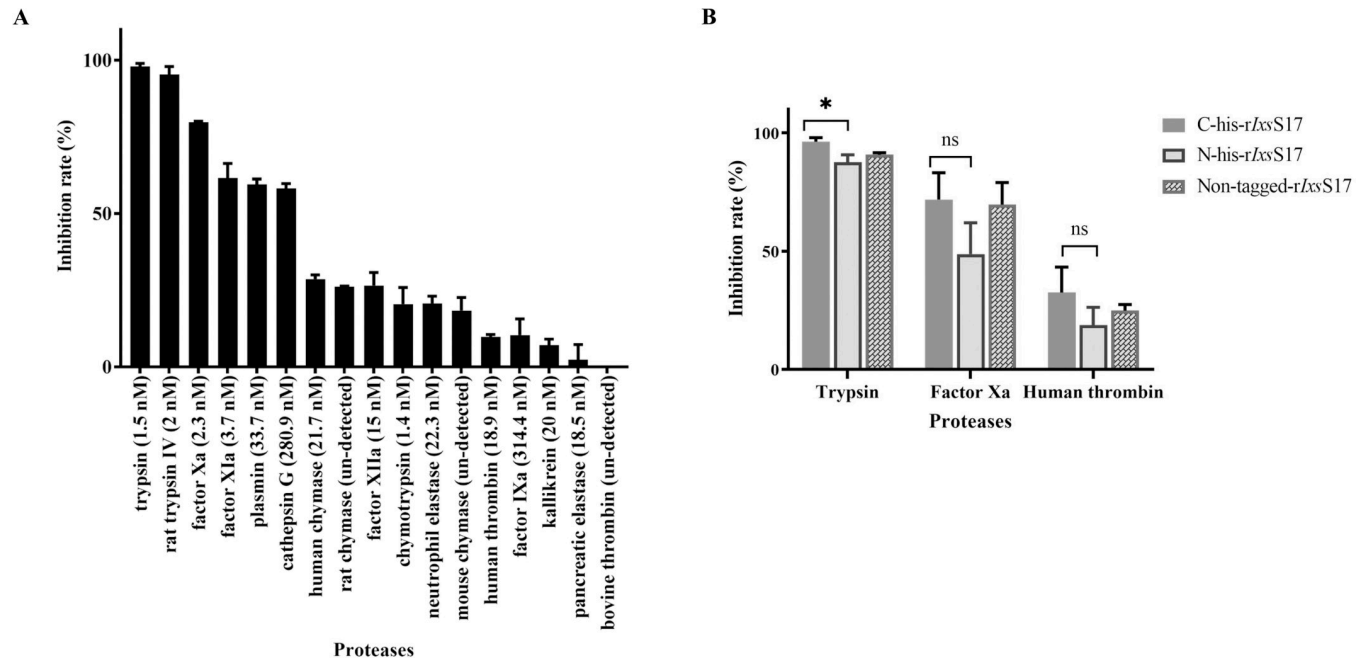 A
Inhibition rate (%)
100
50
0
trypsin (1.5 nM)
rat trypsin IV (2 nM)
factor Xa (2.3 nM)
factor XIa (3.7 nM)
plasmin (33.7 nM)
cathepsin G (280.9 nM)
human chymase (21.7 nM)
rat chymase (un-detected)
factor XIIa (15 nM)
chymotrypsin (1.4 nM)
neutrophil elastase (22.3 nM)
mouse chymase (un-detected)
human thrombin (18.9 nM)
factor IXa (314.4 nM)
kallikrein (20 nM)
pancreatic elastase (18.5 nM)
bovine thrombin (un-detected)
Proteases
B
Inhibition rate (%)
100
50
0
*
ns
ns
Trypsin
Factor Xa
Human thrombin
Proteases
C-his-rIxsS17
N-his-rIxsS17
Non-tagged-rIxsS17